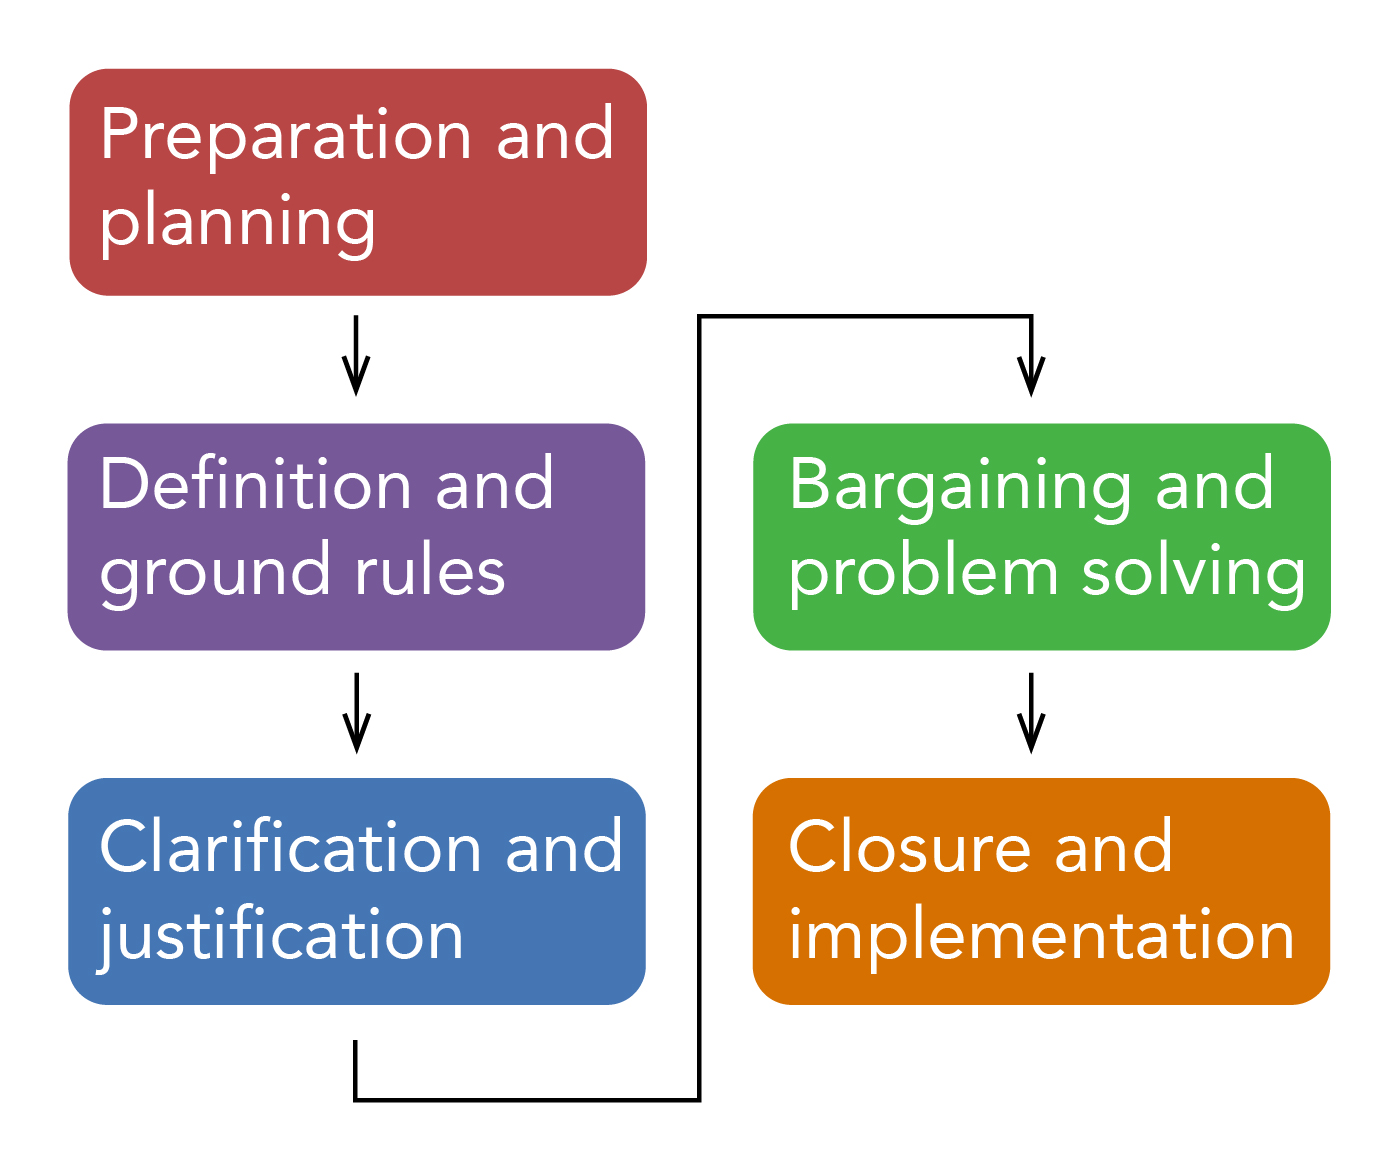 Preparation and
planning
Definition and
ground rules
Clarification and
justification
Bargaining and
problem solving
Closure and
implementation